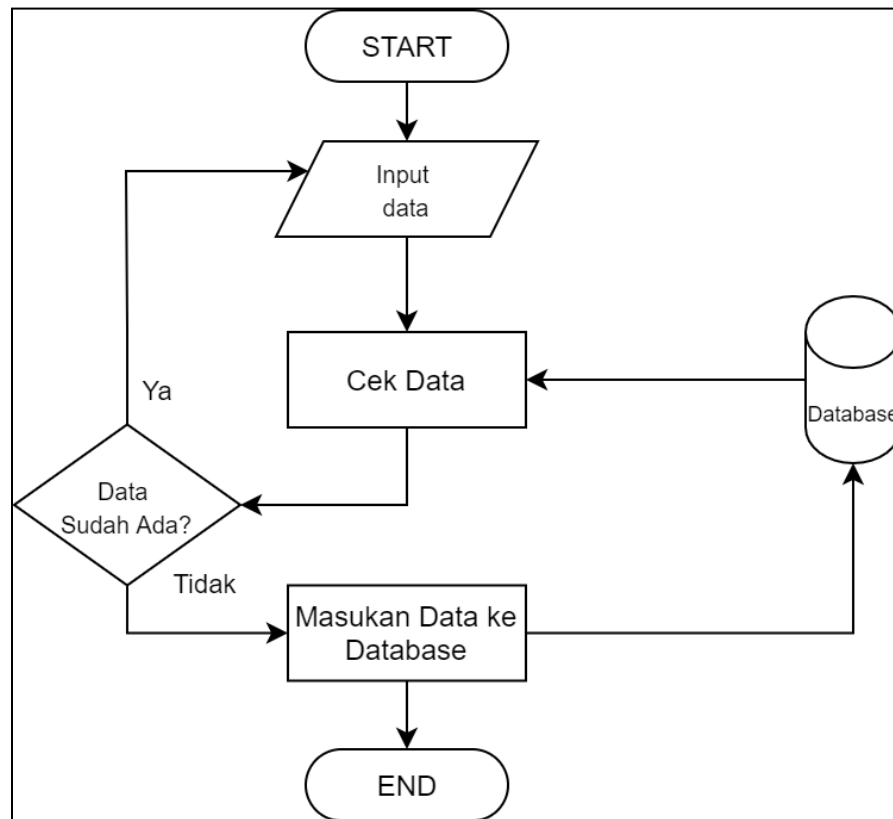 START
Input
data
Cek Data
Database
Ya
Data
Sudah Ada?
Tidak
Masukan Data ke
Database
END